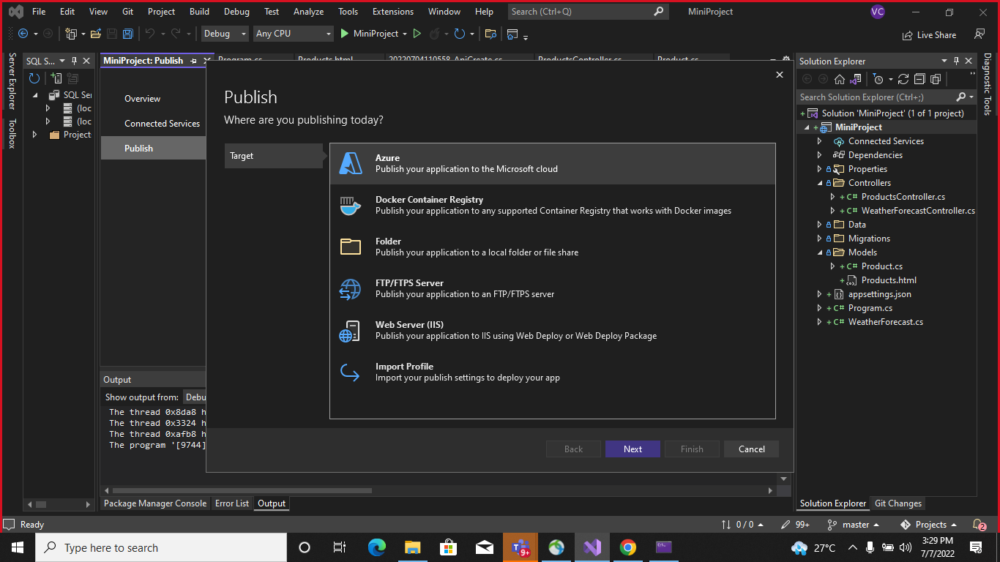 File Edit View Git Project Build Debug Test Analyze Tools Extensions Window Help Search (Ctrl+Q) MiniProject VC
Debug Any CPU MiniProject Live Share
Server Explorer
Toolbox
SQL S...
SQL Ser
(loc
(loc
Project
MiniProject: Publish Program.cs Products.html 20220704110558_ApiCreate.cs ProductsController.cs Product.cs
Overview
Connected Services
Publish
Publish
Where are you publishing today?
Target
Azure
Publish your application to the Microsoft cloud
Docker Container Registry
Publish your application to any supported Container Registry that works with Docker images
Folder
Publish your application to a local folder or file share
FTP/FTPS Server
Publish your application to an FTP/FTPS server
Web Server (IIS)
Publish your application to IIS using Web Deploy or Web Deploy Package
Import Profile
Import your publish settings to deploy your app
Back Next Finish Cancel
Output
Show output from: Debu
The thread 0x8da8 h
The thread 0x3324 h
The thread 0xafb8 h
The program '[9744]
Package Manager Console Error List Output
Solution Explorer
Search Solution Explorer (Ctrl+;)
Solution 'MiniProject' (1 of 1 project)
MiniProject
Connected Services
Dependencies
Properties
Controllers
C# ProductsController.cs
C# WeatherForecastController.cs
Data
Migrations
Models
C# Product.cs
Products.html
appsettings.json
C# Program.cs
C# WeatherForecast.cs
Solution Explorer Git Changes
Diagnostic Tools
Ready 0 / 0 99+ master Projects 2
Type here to search 9+ 27°C 3:29 PM
7/7/2022